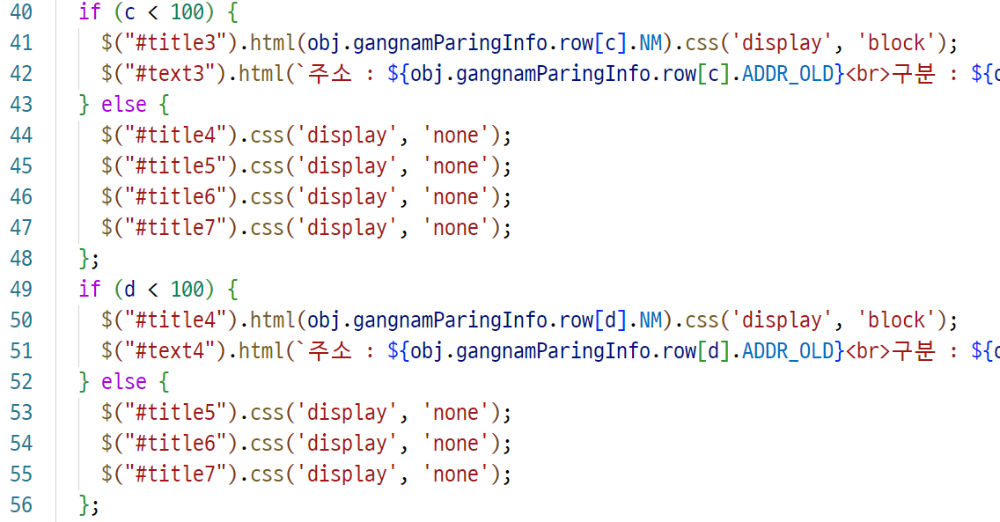 40 if (c < 100) {
41 $("#title3").html(obj.gangnamParingInfo.row[c].NM).css('display', 'block');
42 $("#text3").html(`주소 : ${obj.gangnamParingInfo.row[c].ADDR_OLD}<br>구분 : ${
43 } else {
44 $("#title4").css('display', 'none');
45 $("#title5").css('display', 'none');
46 $("#title6").css('display', 'none');
47 $("#title7").css('display', 'none');
48 };
49 if (d < 100) {
50 $("#title4").html(obj.gangnamParingInfo.row[d].NM).css('display', 'block');
51 $("#text4").html(`주소 : ${obj.gangnamParingInfo.row[d].ADDR_OLD}<br>구분 : ${
52 } else {
53 $("#title5").css('display', 'none');
54 $("#title6").css('display', 'none');
55 $("#title7").css('display', 'none');
56 };